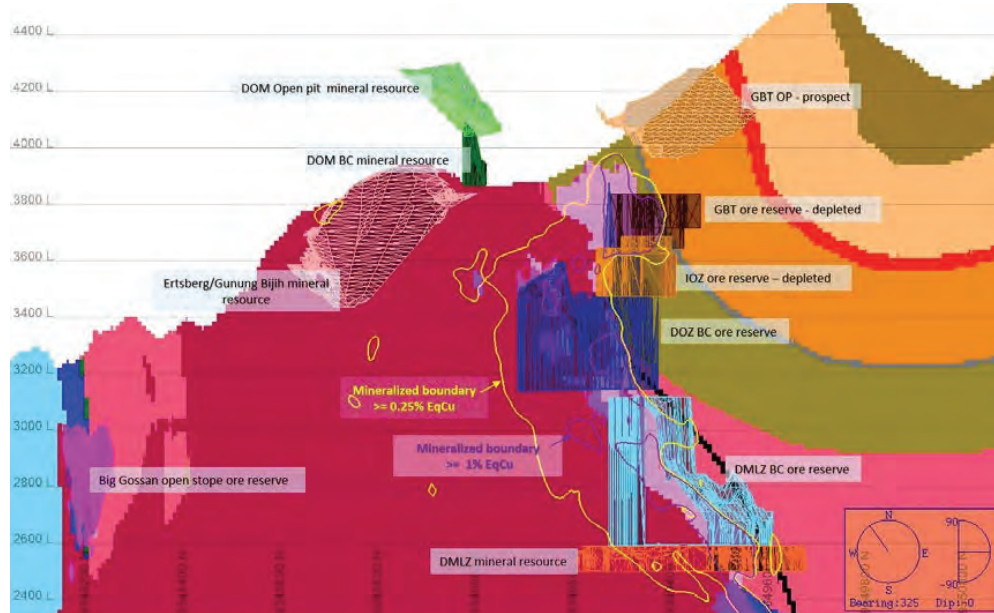 4400 L
4200 L
4000 L
3800 L
3600 L
3400 L
3200 L
3000 L
2800 L
2600 L
2400 L
DOM Open pit mineral resource
GBT OP - prospect
DOM BC mineral resource
GBT ore reserve - depleted
Ertsberg/Gunung Bijih mineral
resource
IOZ ore reserve – depleted
DOZ BC ore reserve
Mineralized boundary
>= 0.25% EqCu
Mineralized boundary
>= 1% EqCu
DMLZ BC ore reserve
Big Gossan open stope ore reserve
DMLZ mineral resource
N
W
E
S
90
-90
Bearing:325
Dip:-0